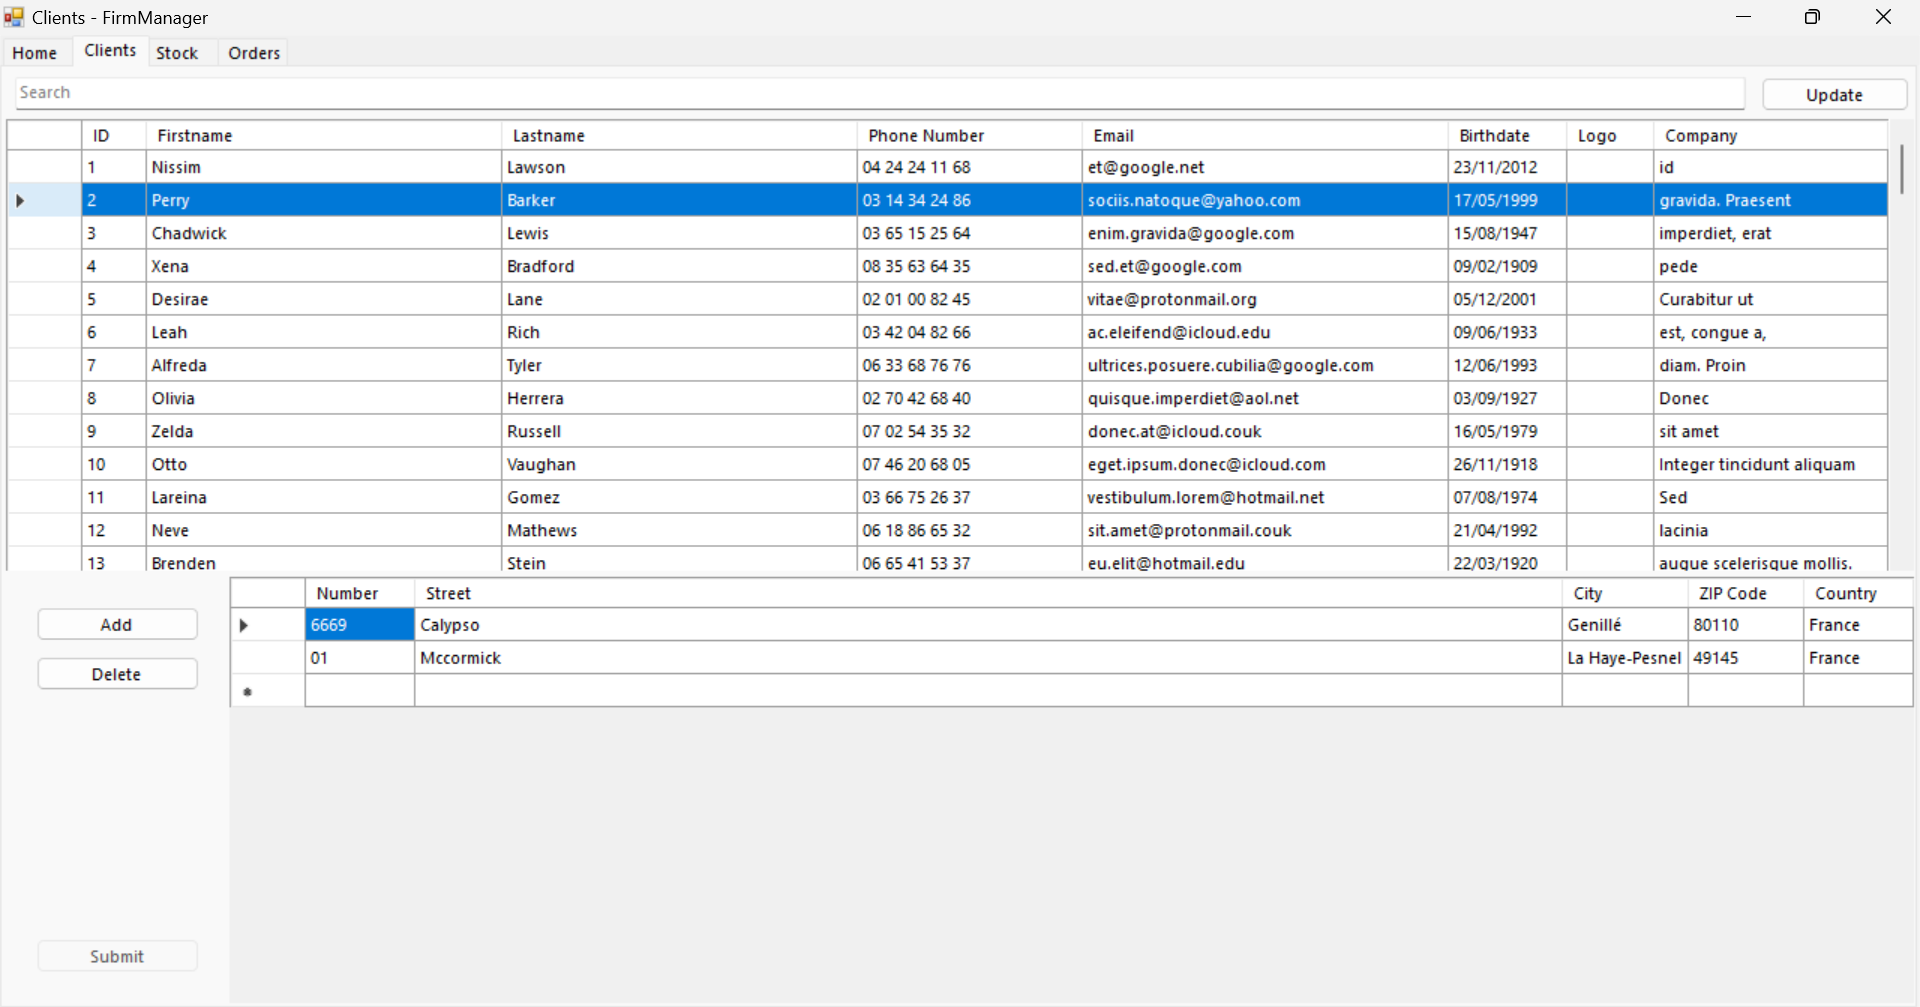 Clients - FirmManager
Home Clients Stock Orders
Search Update
ID Firstname Lastname Phone Number Email Birthdate Logo Company
1 Nissim Lawson 04 24 24 11 68 et@google.net 23/11/2012 id
2 Perry Barker 03 14 34 24 86 sociis.natoque@yahoo.com 17/05/1999 gravida. Praesent
3 Chadwick Lewis 03 65 15 25 64 enim.gravida@google.com 15/08/1947 imperdiet, erat
4 Xena Bradford 08 35 63 64 35 sed.et@google.com 09/02/1909 pede
5 Desirae Lane 02 01 00 82 45 vitae@protonmail.org 05/12/2001 Curabitur ut
6 Leah Rich 03 42 04 82 66 ac.eleifend@icloud.edu 09/06/1933 est, congue a,
7 Alfreda Tyler 06 33 68 76 76 ultrices.posuere.cubilia@google.com 12/06/1993 diam. Proin
8 Olivia Herrera 02 70 42 68 40 quisque.imperdiet@aol.net 03/09/1927 Donec
9 Zelda Russell 07 02 54 35 32 donec.at@icloud.couk 16/05/1979 sit amet
10 Otto Vaughan 07 46 20 68 05 eget.ipsum.donec@icloud.com 26/11/1918 Integer tincidunt aliquam
11 Lareina Gomez 03 66 75 26 37 vestibulum.lorem@hotmail.net 07/08/1974 Sed
12 Neve Mathews 06 18 86 65 32 sit.amet@protonmail.couk 21/04/1992 lacinia
13 Brenden Stein 06 65 41 53 37 eu.elit@hotmail.edu 22/03/1920 augue scelerisque mollis.
Number Street City ZIP Code Country
Add 6669 Calypso Genillé 80110 France
01 Mccormick La Haye-Pesnel 49145 France
Delete
Submit